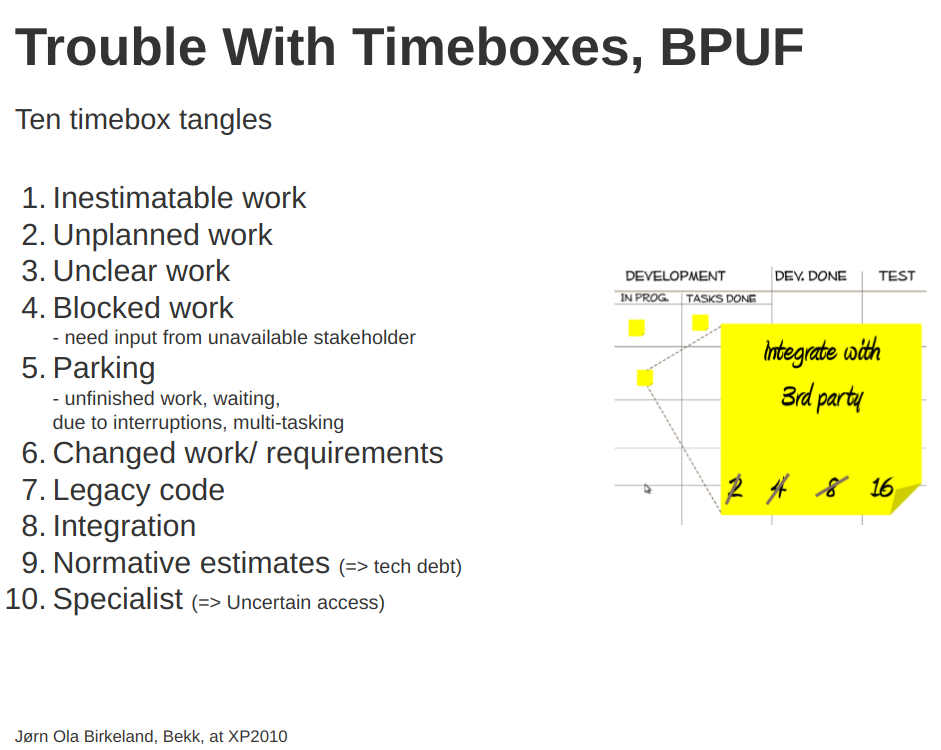 Trouble With Timeboxes, BPUF
Ten timebox tangles
1. Inestimatable work
2. Unplanned work
3. Unclear work
4. Blocked work
- need input from unavailable stakeholder
5. Parking
- unfinished work, waiting,
due to interruptions, multi-tasking
6. Changed work/ requirements
7. Legacy code
8. Integration
9. Normative estimates (=> tech debt)
10. Specialist (=> Uncertain access)
DEVELOPMENT DEV. DONE TEST
IN PROG. TASKS DONE
Integrate with
3rd party
2 4 8 16
Jørn Ola Birkeland, Bekk, at XP2010